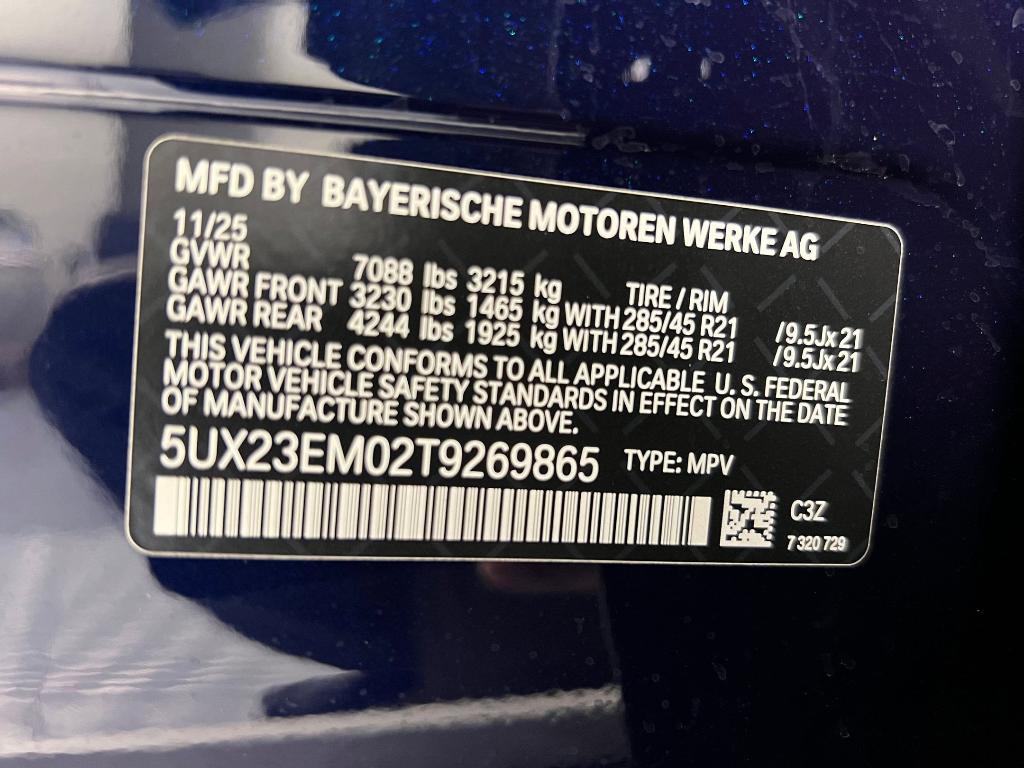 MFD BY BAYERISCHE MOTOREN WERKE AG
11/25
GVWR 7088 lbs 3215 kg TIRE / RIM
GAWR FRONT 3230 lbs 1465 kg WITH 285/45 R21 /9.5Jx21
GAWR REAR 4244 lbs 1925 kg WITH 285/45 R21 /9.5Jx21
THIS VEHICLE CONFORMS TO ALL APPLICABLE U. S. FEDERAL
MOTOR VEHICLE SAFETY STANDARDS IN EFFECT ON THE DATE
OF MANUFACTURE SHOWN ABOVE.
5UX23EM02T9269865 TYPE: MPV
C3Z
7 320 729